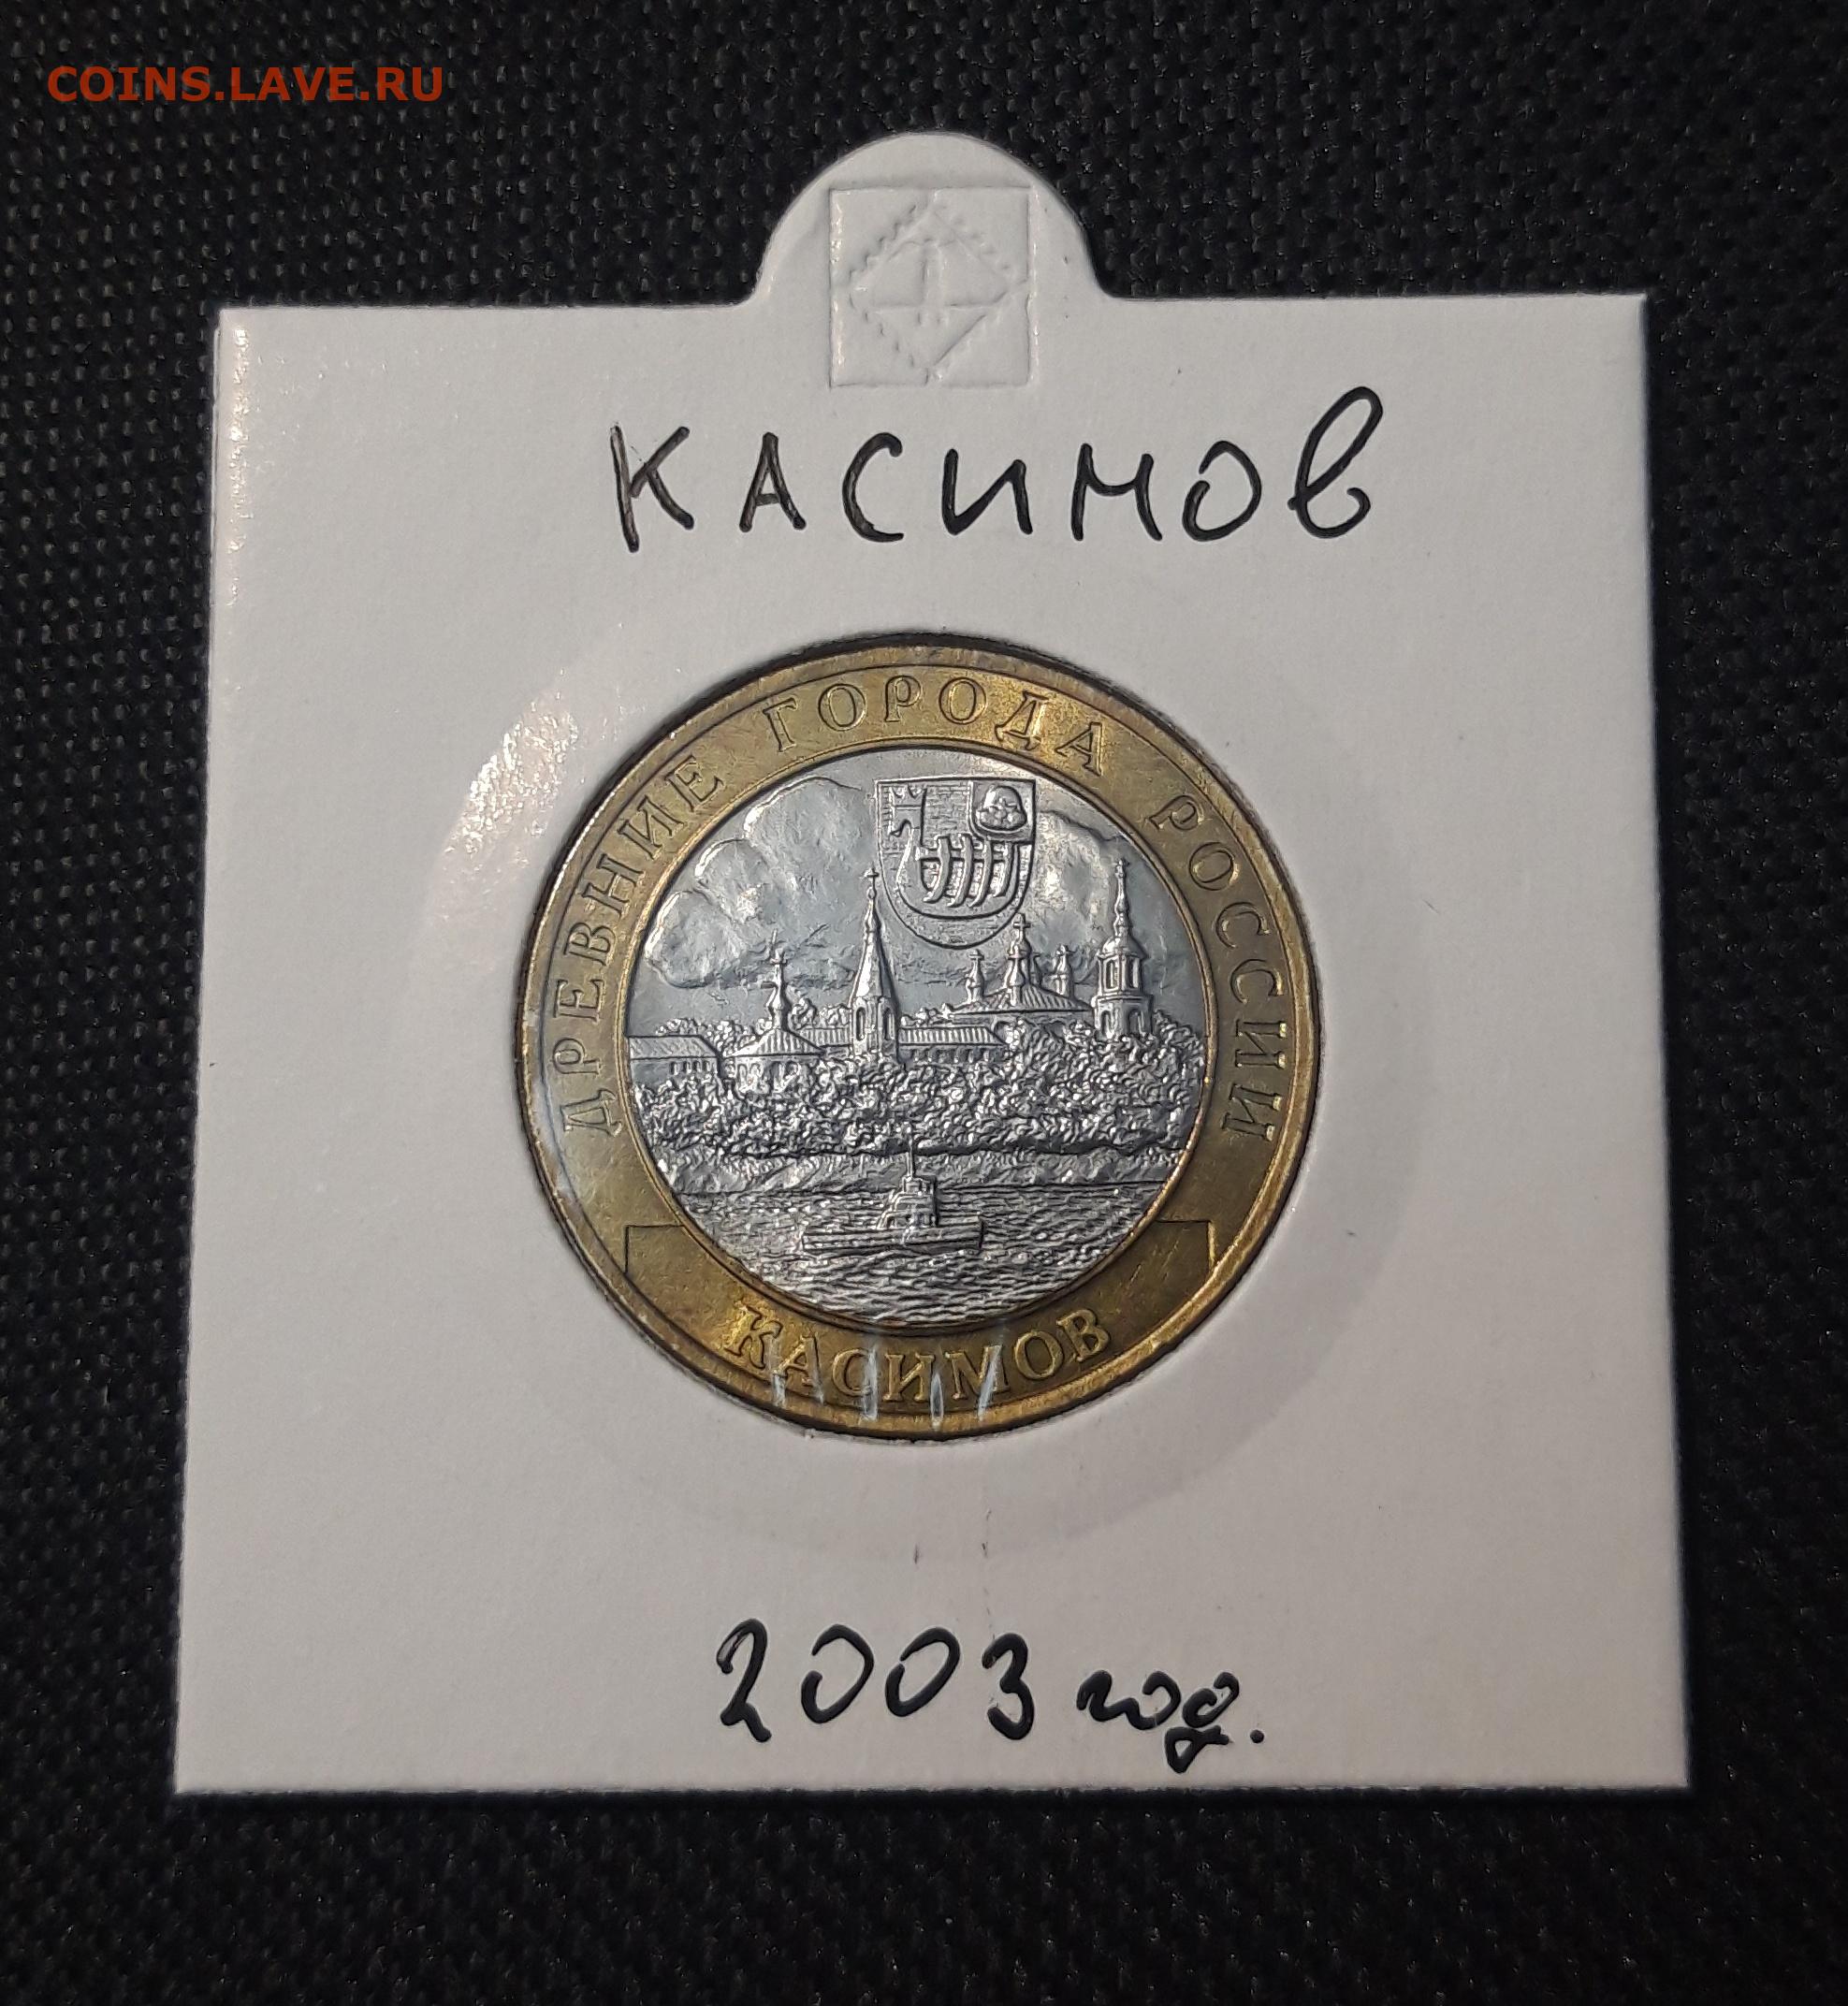 COINS.LAVE.RU
КАСИМОВ
ДРЕВНИЕ ГОРОДА РОССИИ
КАСИМОВ
2003 год.